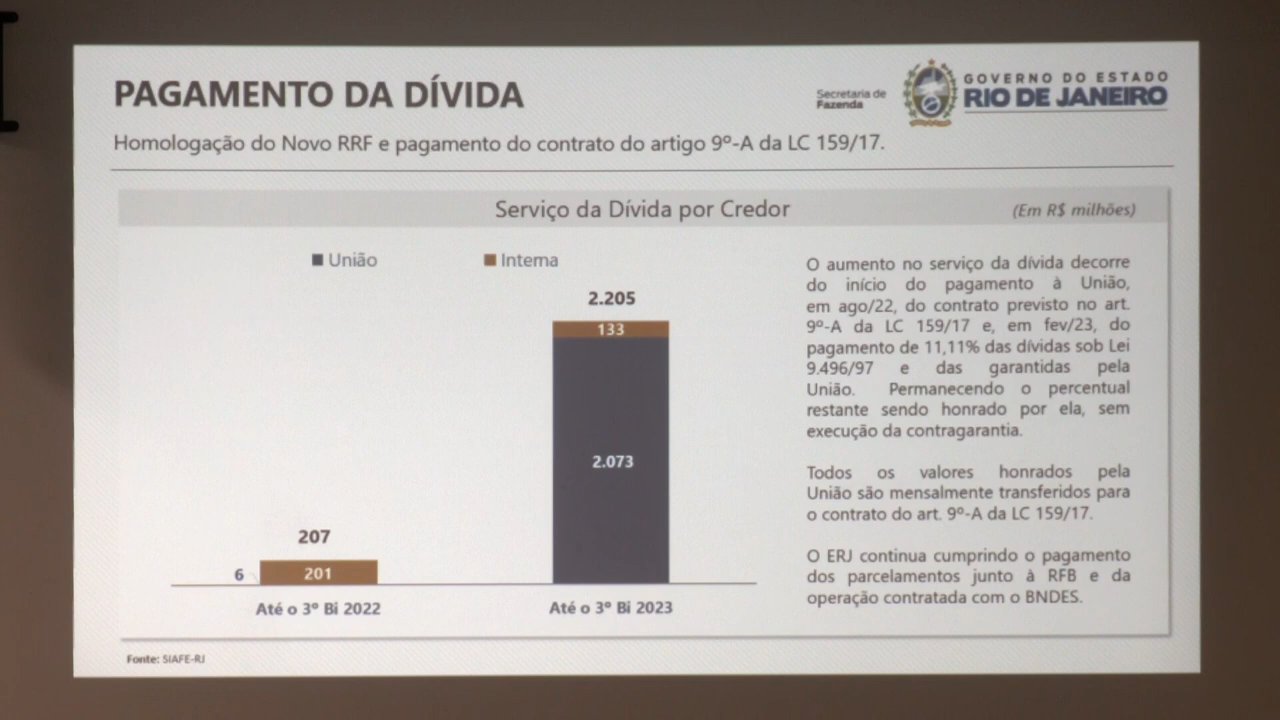 PAGAMENTO DA DÍVIDA
Secretaria de
Fazenda
GOVERNO DO ESTADO
RIO DE JANEIRO
Homologação do Novo RRF e pagamento do contrato do artigo 9º-A da LC 159/17.
Serviço da Dívida por Credor
(Em R$ milhões)
União
Interna
2.205
133
2.073
207
6
201
Até o 3º Bi 2022
Até o 3º Bi 2023
O aumento no serviço da dívida decorre
do início do pagamento à União,
em ago/22, do contrato previsto no art.
9º-A da LC 159/17 e, em fev/23, do
pagamento de 11,11% das dívidas sob Lei
9.496/97 e das garantidas pela
União. Permanecendo o percentual
restante sendo honrado por ela, sem
execução da contragarantia.
Todos os valores honrados pela
União são mensalmente transferidos para
o contrato do art. 9º-A da LC 159/17.
O ERJ continua cumprindo o pagamento
dos parcelamentos junto à RFB e da
operação contratada com o BNDES.
Fonte: SIAFE-RJ